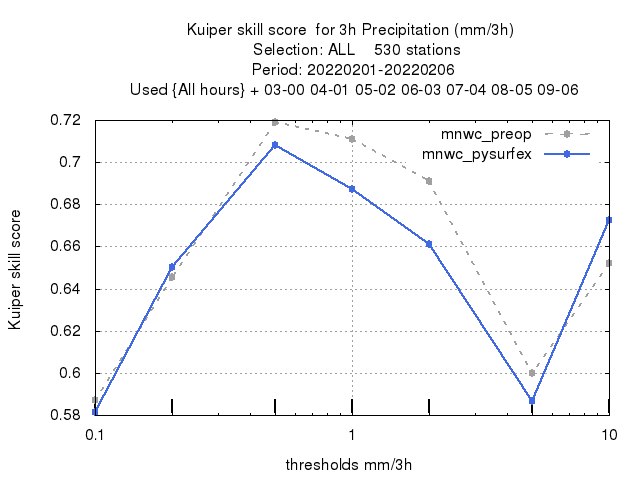 Kuiper skill score  for 3h Precipitation (mm/3h)
Selection: ALL    530 stations
Period: 20220201-20220206
Used {All hours} + 03-00 04-01 05-02 06-03 07-04 08-05 09-06
mnwc_preop
mnwc_pysurfex
0.72
0.7
0.68
0.66
0.64
0.62
0.6
0.58
Kuiper skill score
0.1 1 10
thresholds mm/3h